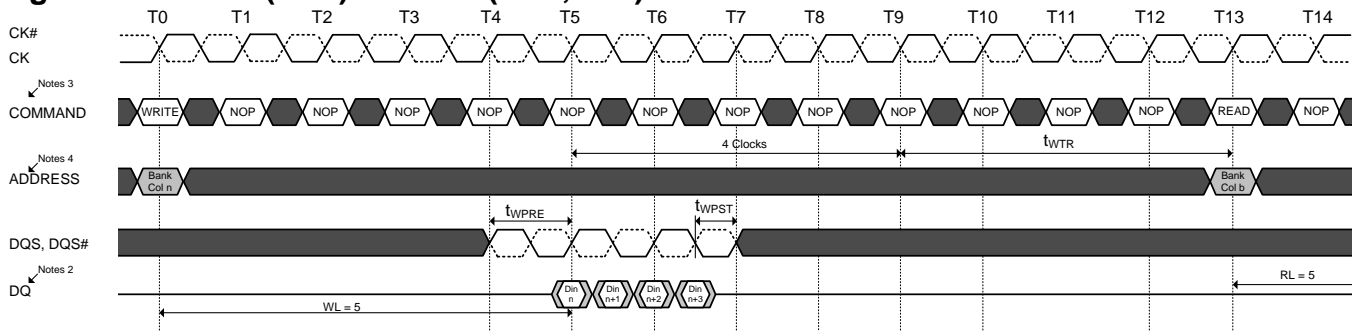 T0 T1 T2 T3 T4 T5 T6 T7 T8 T9 T10 T11 T12 T13 T14
CK#
CK
Notes 3
COMMAND
WRITE NOP NOP NOP NOP NOP NOP NOP NOP NOP NOP NOP NOP READ NOP
4 Clocks tWTR
Notes 4
ADDRESS
Bank Col n
Bank Col b
tWPRE tWPST
DQS, DQS#
Notes 2
DQ
Din n Din n+1 Din n+2 Din n+3
RL = 5
WL = 5